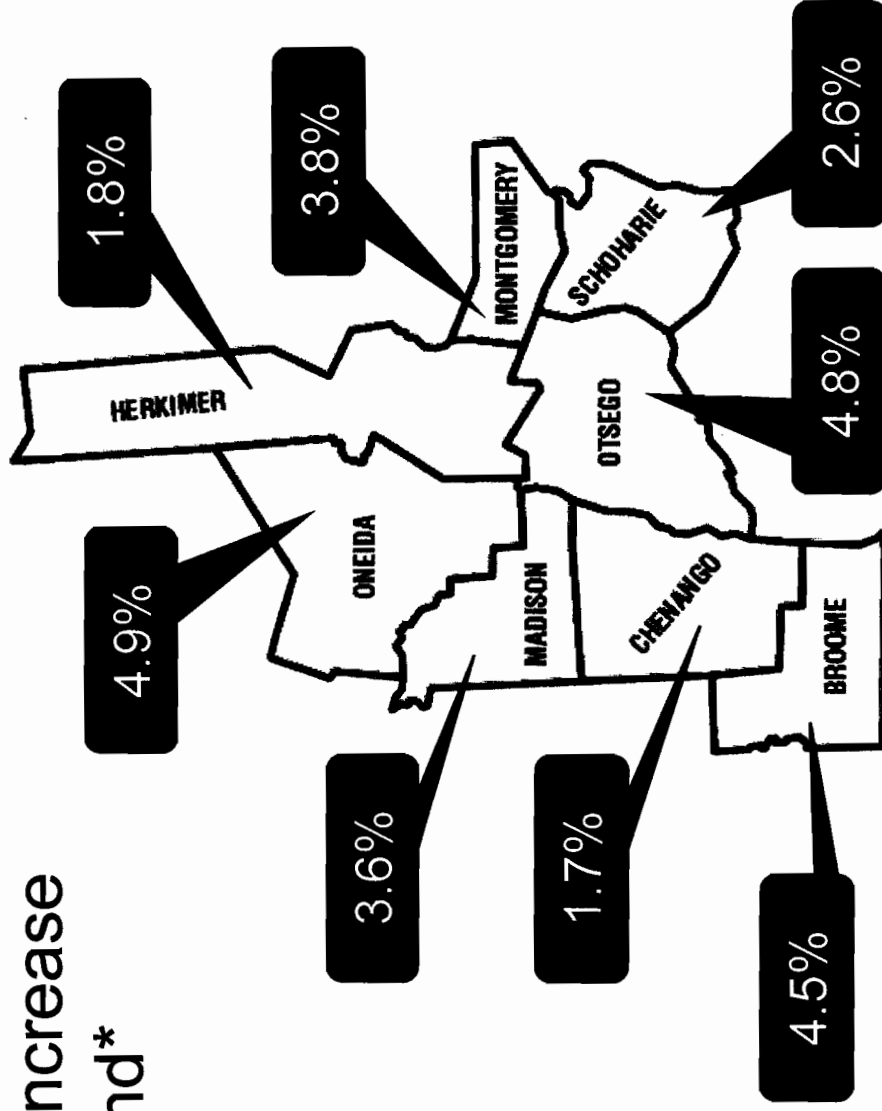 ncrease
nd*
4.9%
1.8%
HERKIMER
3.8%
ONEIDA
MONTGOMERY
3.6%
MADISON
OTSEGO
SCHOHARIE
1.7%
CHENANGO
4.8%
2.6%
4.5%
BROOME